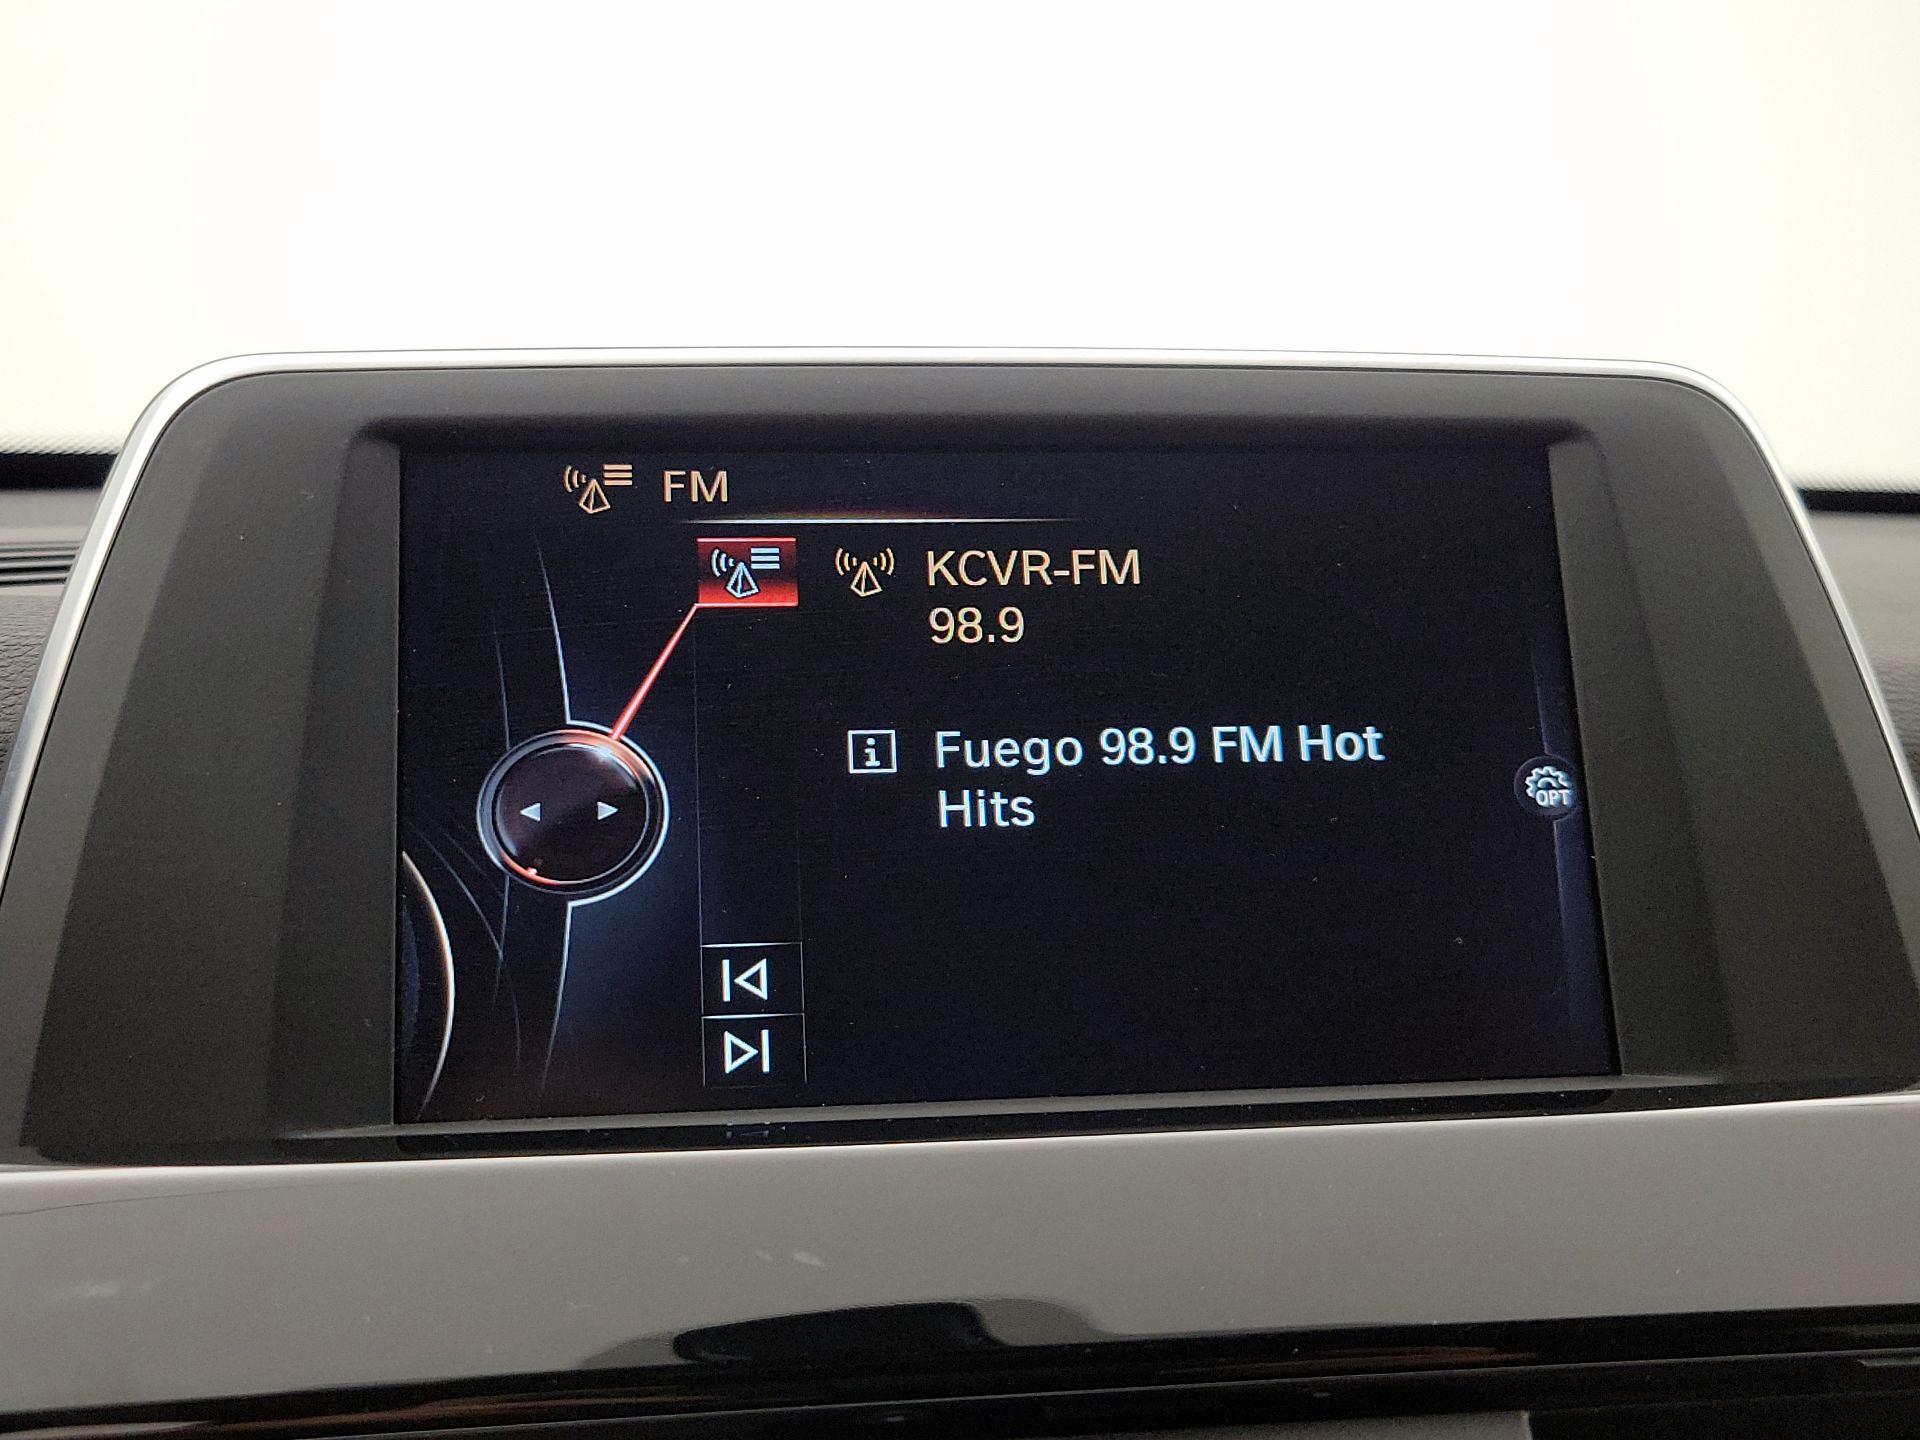 FM
KCVR-FM
98.9
i Fuego 98.9 FM Hot
Hits
OPT